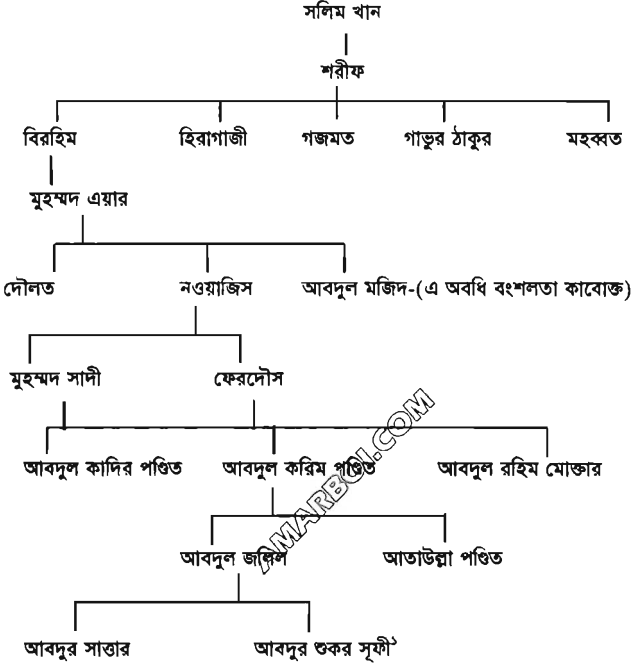 সলিম খান
শরীফ
বিরহিম হিরাগাজী গজমত গাভুর ঠাকুর মহব্বত
মুহম্মদ এয়ার
দৌলত নওয়াজিস আবদুল মজিদ-(এ অবধি বংশলতা কাব্যোক্ত)
মুহম্মদ সাদী ফেরদৌস
আবদুল কাদির পণ্ডিত আবদুল করিম পণ্ডিত আবদুল রহিম মোক্তার
আবদুল জলিল আতাউল্লা পণ্ডিত
আবদুর সাত্তার আবদুর শুকর সূফী১
AMARBOI.COM